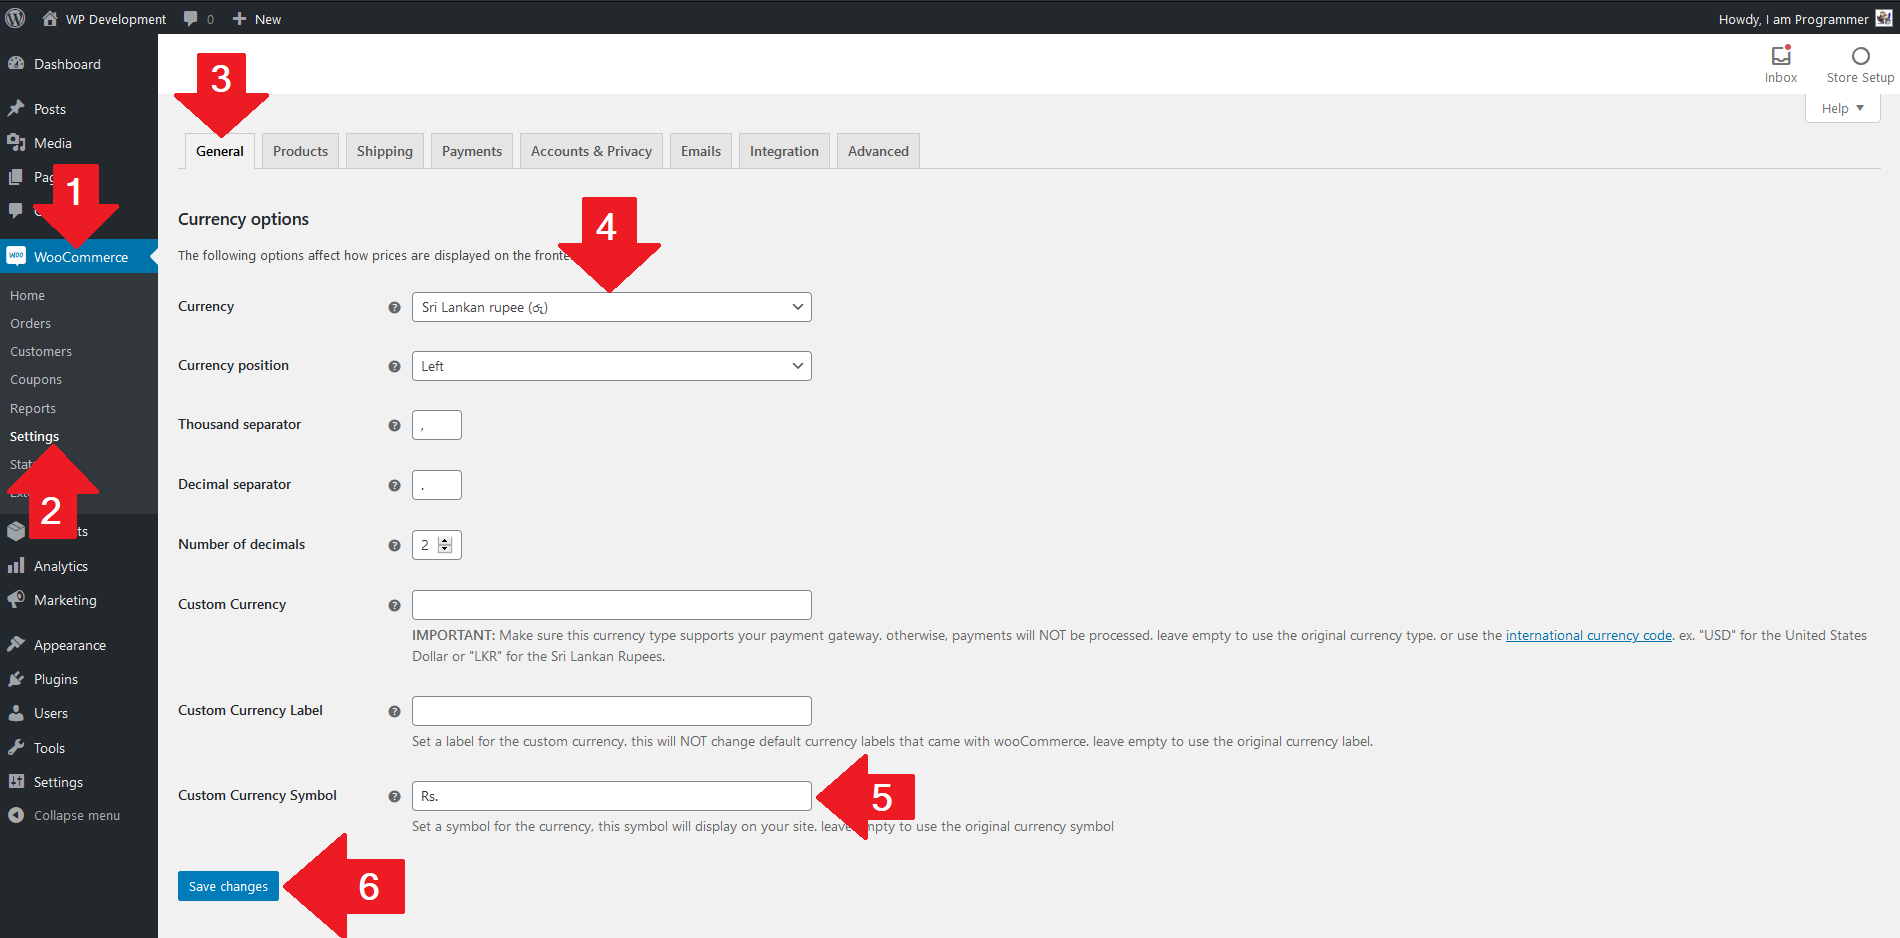 WP Development
0
New
Howdy, I am Programmer
Inbox
Store Setup
Help
Dashboard
Posts
Media
1
WooCommerce
Home
Orders
Customers
Coupons
Reports
Settings
2
Analytics
Marketing
Appearance
Plugins
Users
Tools
Settings
Collapse menu
3
General
Products
Shipping
Payments
Accounts & Privacy
Emails
Integration
Advanced
Currency options
4
The following options affect how prices are displayed on the
Currency
Sri Lankan rupee (රු)
Currency position
Left
Thousand separator
,
Decimal separator
.
Number of decimals
2
Custom Currency
IMPORTANT: Make sure this currency type supports your payment gateway. otherwise, payments will NOT be processed. leave empty to use the original currency type. or use the international currency code. ex. "USD" for the United States
Dollar or "LKR" for the Sri Lankan Rupees.
Custom Currency Label
Set a label for the custom currency. this will NOT change default currency labels that came with wooCommerce. leave empty to use the original currency label.
Custom Currency Symbol
Rs.
5
Set a symbol for the currency, this symbol will display on your site. leave empty to use the original currency symbol
Save changes
6